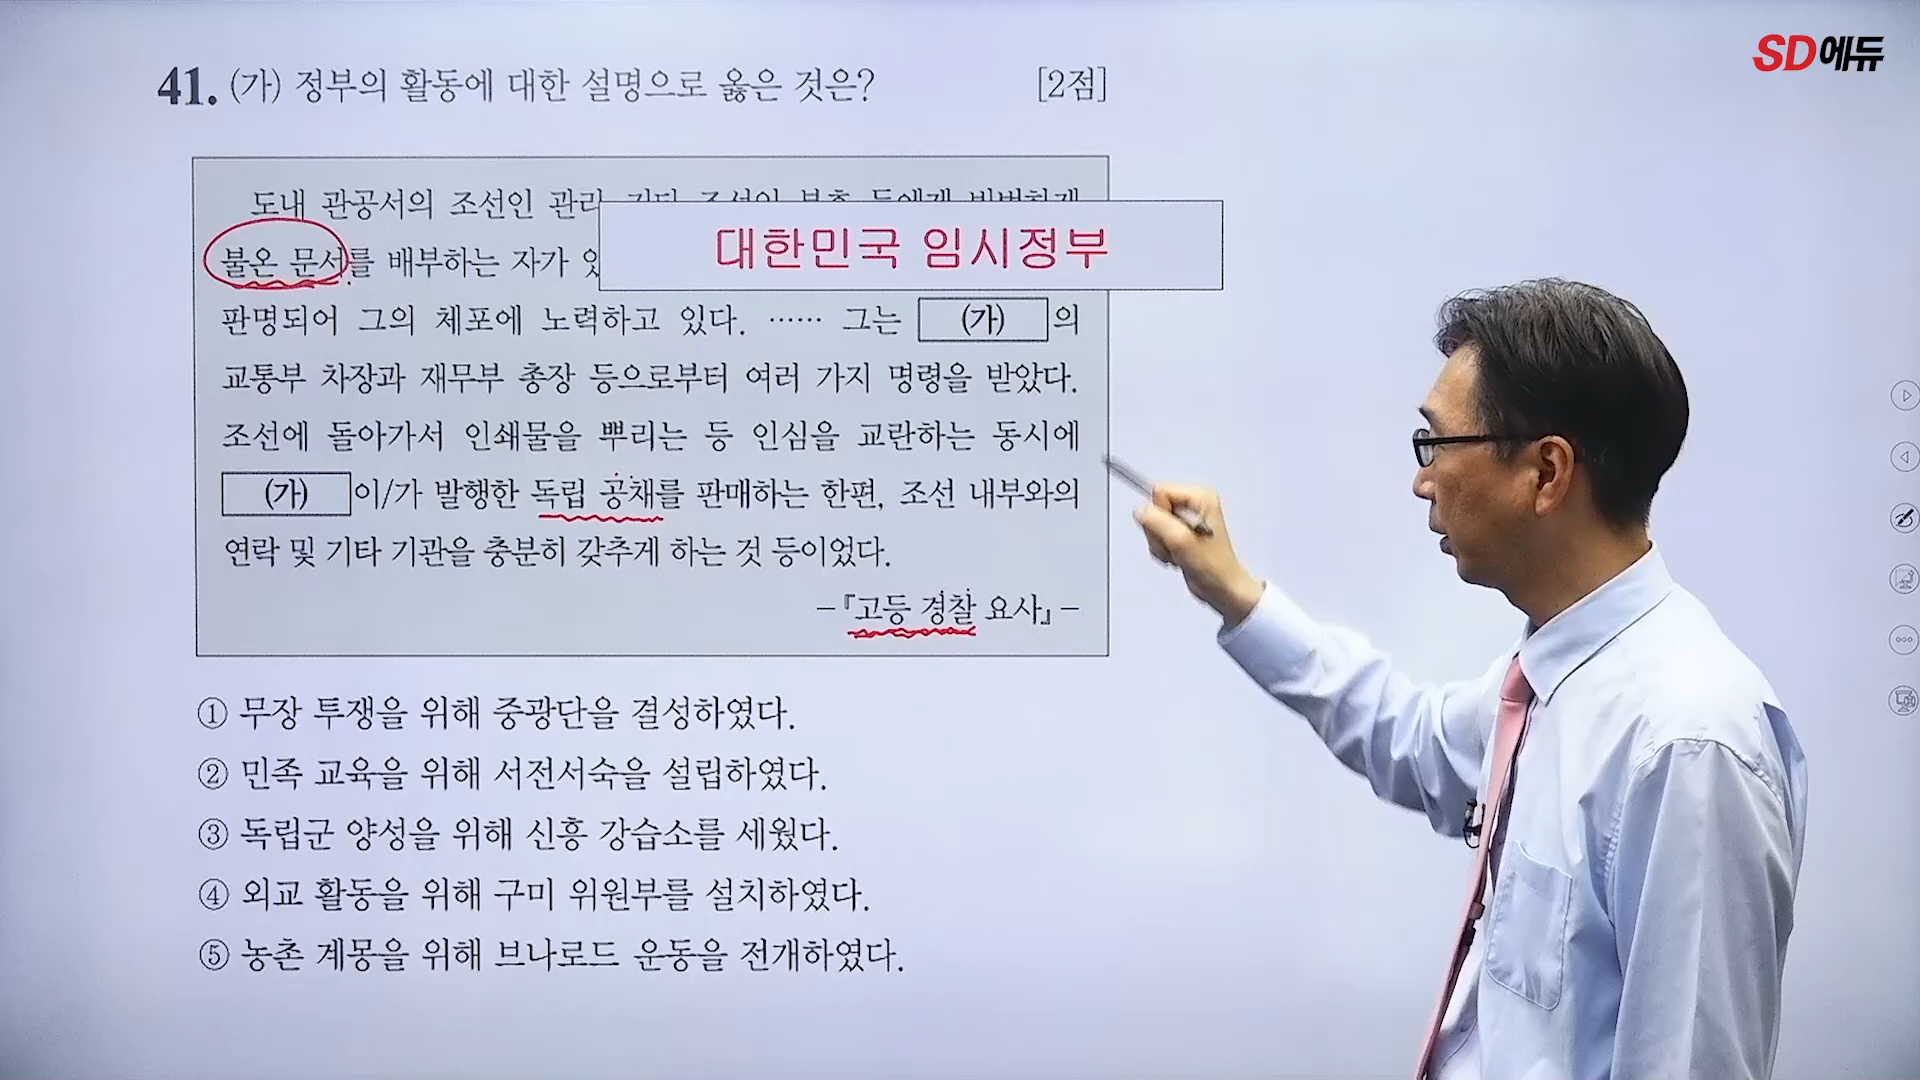 SD에듀
41. (가) 정부의 활동에 대한 설명으로 옳은 것은? [2점]
도내 관공서의 조선인 관리
대한민국 임시정부
불온 문서를 배부하는 자가
판명되어 그의 체포에 노력하고 있다. …… 그는 (가) 의
교통부 차장과 재무부 총장 등으로부터 여러 가지 명령을 받았다.
조선에 돌아가서 인쇄물을 뿌리는 등 인심을 교란하는 동시에
(가) 이/가 발행한 독립 공채를 판매하는 한편, 조선 내부와의
연락 및 기타 기관을 충분히 갖추게 하는 것 등이었다.
－『고등 경찰 요사』－
① 무장 투쟁을 위해 중광단을 결성하였다.
② 민족 교육을 위해 서전서숙을 설립하였다.
③ 독립군 양성을 위해 신흥 강습소를 세웠다.
④ 외교 활동을 위해 구미 위원부를 설치하였다.
⑤ 농촌 계몽을 위해 브나로드 운동을 전개하였다.